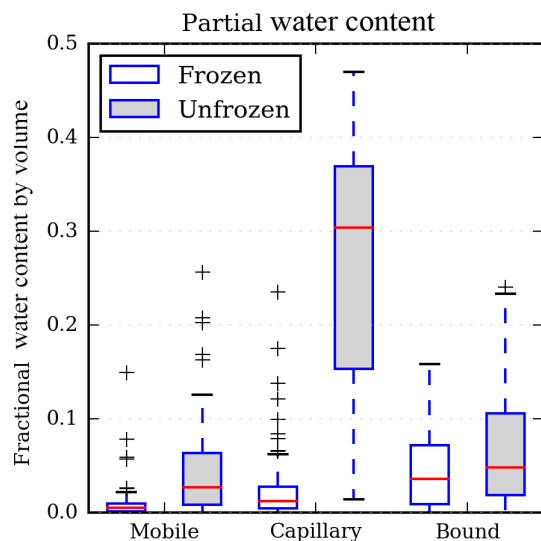 Partial water content
Fractional water content by volume
0.5
0.4
0.3
0.2
0.1
0.0
Frozen
Unfrozen
Mobile Capillary Bound